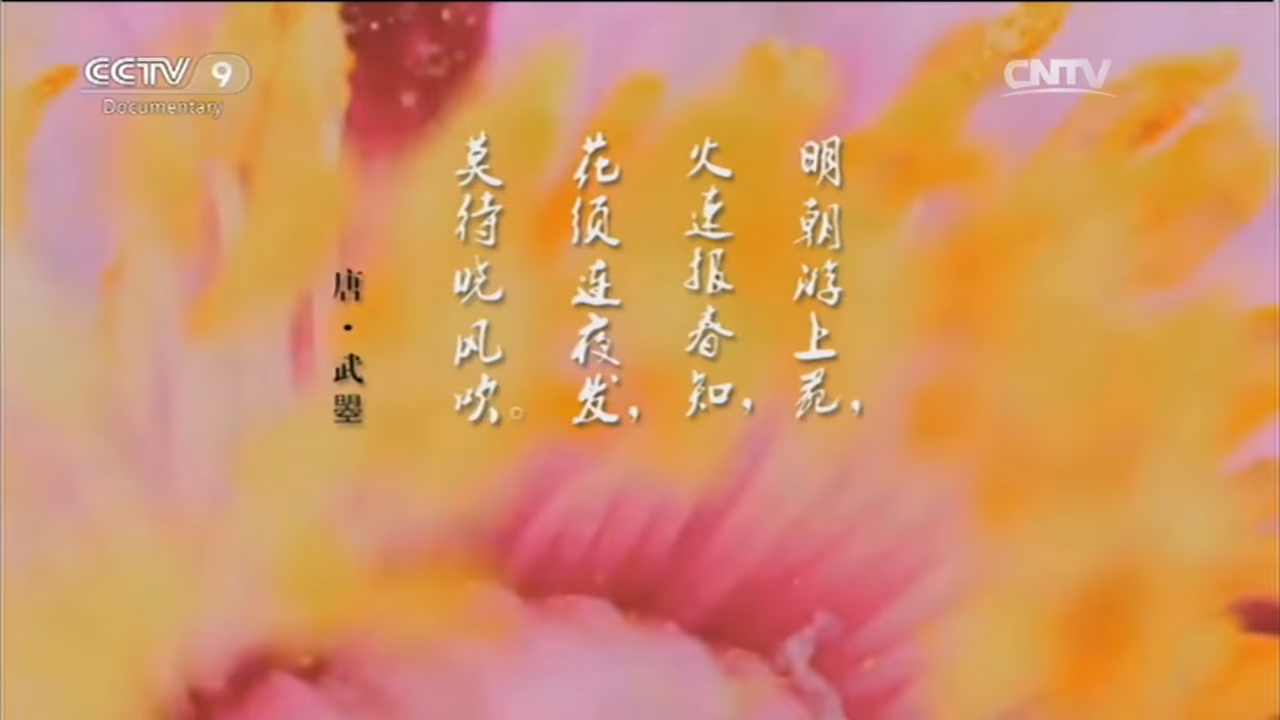 CCTV 9
Documentary
CNTV
明朝游上苑，
火速报春知，
花须连夜发，
莫待晓风吹。
唐·武曌